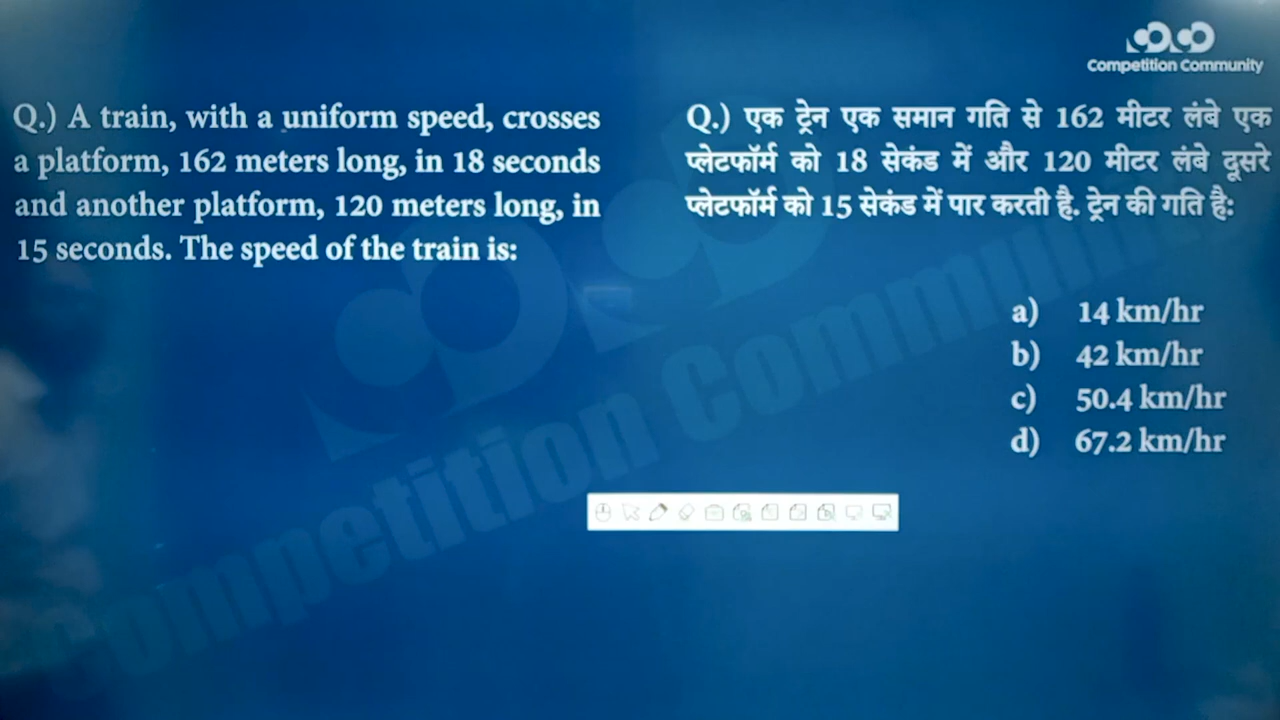 Competition Community
Q.) A train, with a uniform speed, crosses
a platform, 162 meters long, in 18 seconds
and another platform, 120 meters long, in
15 seconds. The speed of the train is:
Q.) एक ट्रेन एक समान गति से 162 मीटर लंबे एक
प्लेटफॉर्म को 18 सेकंड में और 120 मीटर लंबे दूसरे
प्लेटफॉर्म को 15 सेकंड में पार करती है. ट्रेन की गति है:
a) 14 km/hr
b) 42 km/hr
c) 50.4 km/hr
d) 67.2 km/hr
Competition Community